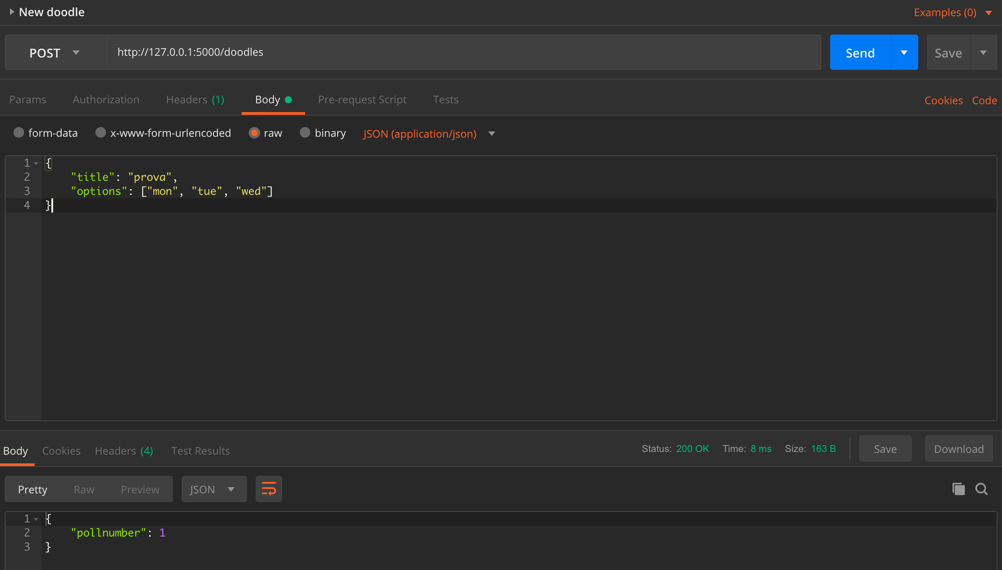 New doodle
Examples (0)
POST http://127.0.0.1:5000/doodles Send Save
Params Authorization Headers (1) Body Pre-request Script Tests Cookies Code
form-data x-www-form-urlencoded raw binary JSON (application/json)
1 {
2 "title": "prova",
3 "options": ["mon", "tue", "wed"]
4 }
Body Cookies Headers (4) Test Results Status: 200 OK Time: 8 ms Size: 163 B Save Download
Pretty Raw Preview JSON
1 {
2 "pollnumber": 1
3 }